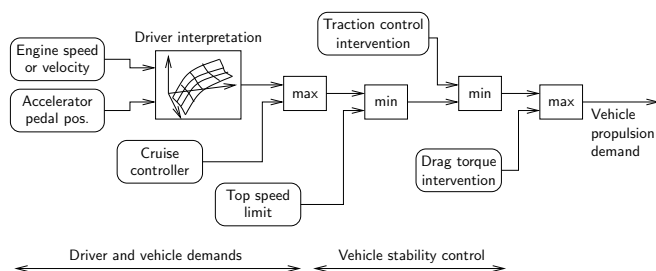 Traction control
intervention
Driver interpretation
Engine speed
or velocity
Accelerator
pedal pos.
max
min
min
max
Vehicle
propulsion
demand
Cruise
controller
Drag torque
intervention
Top speed
limit
Driver and vehicle demands
Vehicle stability control